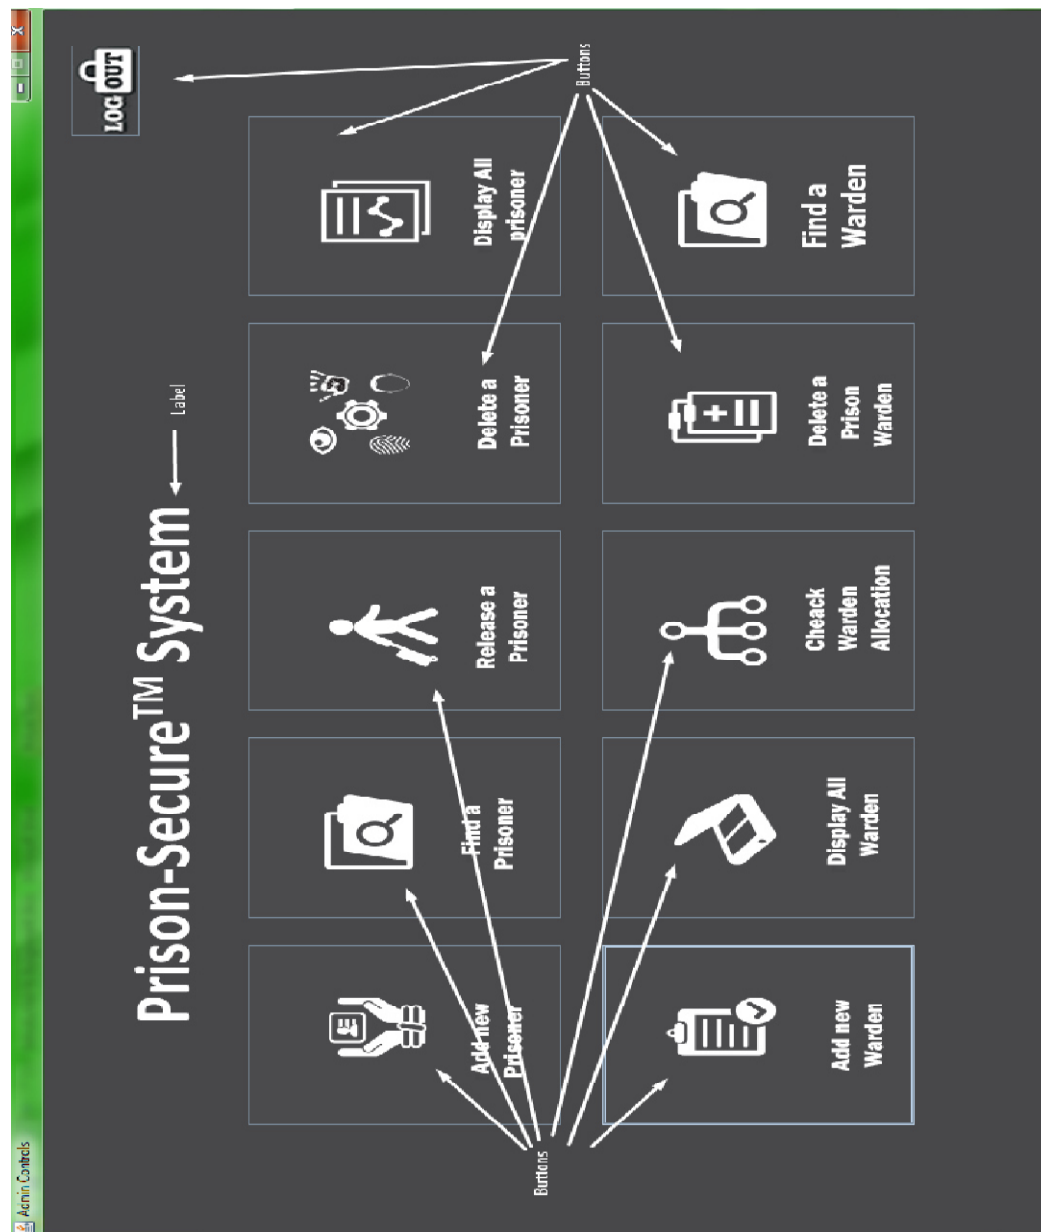 Admin Controls
LOG OUT
Prison-Secure™ System
Label
Add new
Prisoner
Find a
Prisoner
Release a
Prisoner
Delete a
Prisoner
Display All
prisoner
Buttons
Buttons
Add new
Warden
Display All
Warden
Cheack
Warden
Allocation
Delete a
Prison
Warden
Find a
Warden